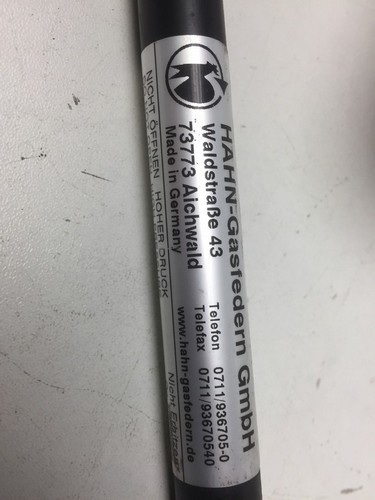 HAHN-Gasfedern GmbH
Waldstraße 43
73773 Aichwald
Made in Germany
Telefon 0711/936705-0
Telefax 0711/93670540
www.hahn-gasfedern.de
NICHT ÖFFNEN HOHER DRUCK
Nicht